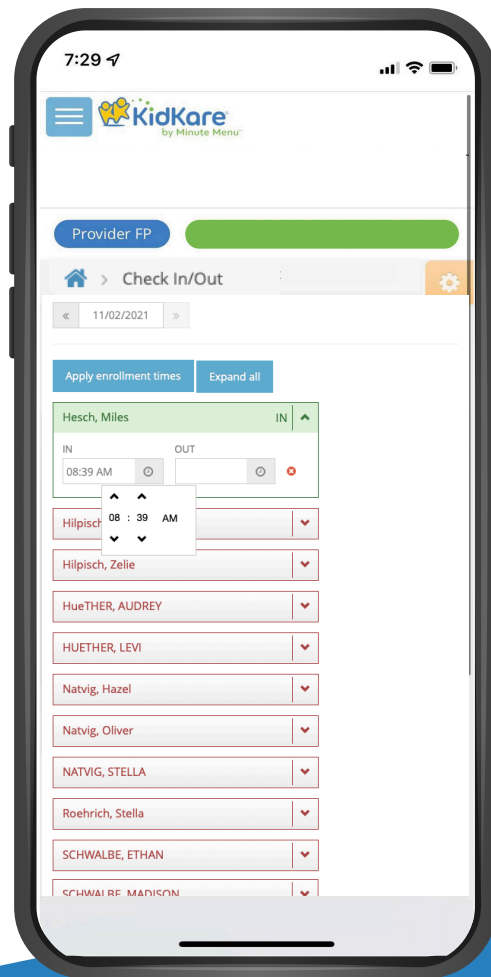 7:29
KidKare
by Minute Menu
Provider FP
> Check In/Out
« 11/02/2021 »
Apply enrollment times Expand all
Hesch, Miles IN
IN OUT
08:39 AM
08 : 39 AM
Hilpisch
Hilpisch, Zelie
HueTHER, AUDREY
HUETHER, LEVI
Natvig, Hazel
Natvig, Oliver
NATVIG, STELLA
Roehrich, Stella
SCHWALBE, ETHAN
SCHWALBE, MADISON